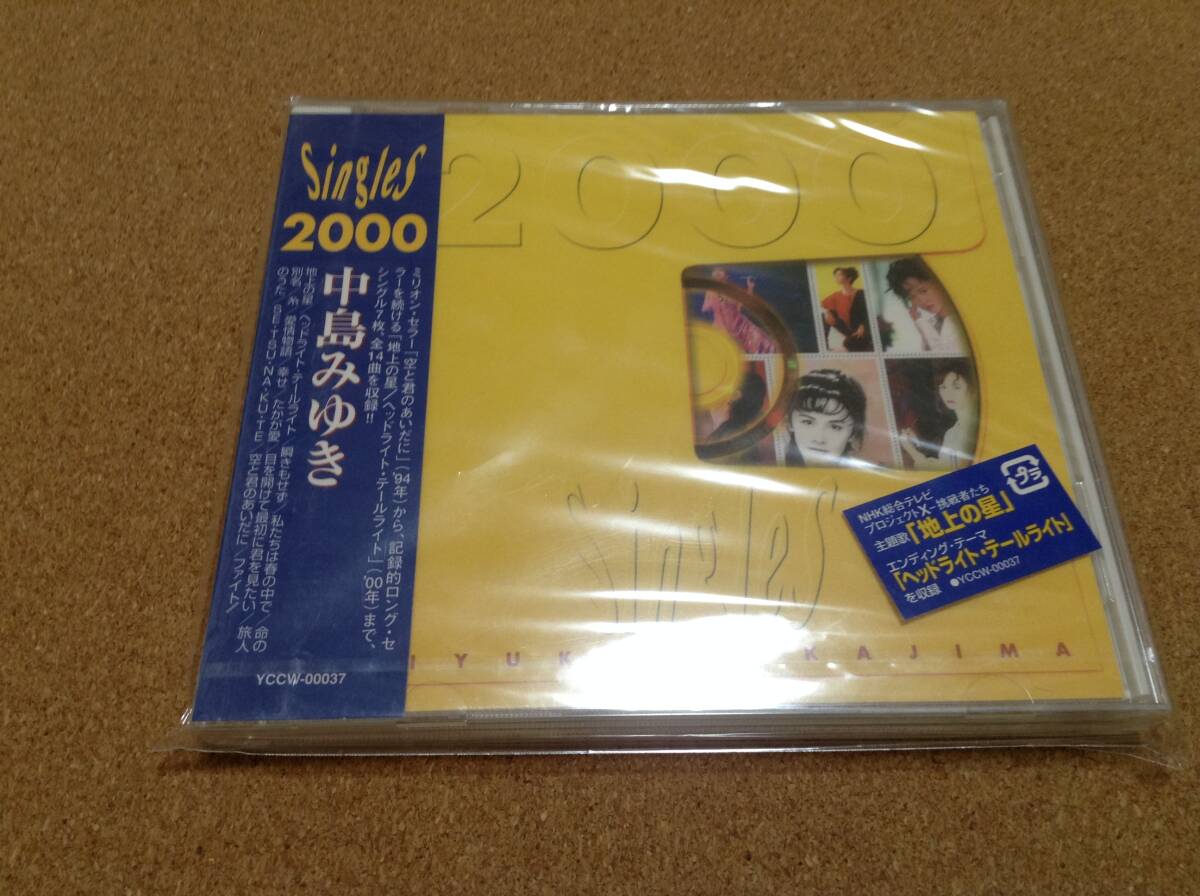 Singles
2000
中島みゆき
ミリオン・セラー「空と君のあいだに」('94年)から、記録的ロング・セ
ラーを続ける「地上の星/ヘッドライト・テールライト」('00年)まで、
シングル7枚、全14曲を収録!!
地上の星/ヘッドライト・テールライト/瞬きもせず/私たちは春の中で/命の
別名/糸/愛情物語/幸せ/たかが愛/目を開けて最初に君を見たい/旅人
のうた/SE・TSU・NA・KU・TE/空と君のあいだに/ファイト!
YCCW-00037
2000
Singles
IYUK KAJIMA
NHK総合テレビ
プロジェクトX-挑戦者たち
主題歌「地上の星」
エンディング・テーマ
「ヘッドライト・テールライト」
を収録 ●YCCW-00037
プラ